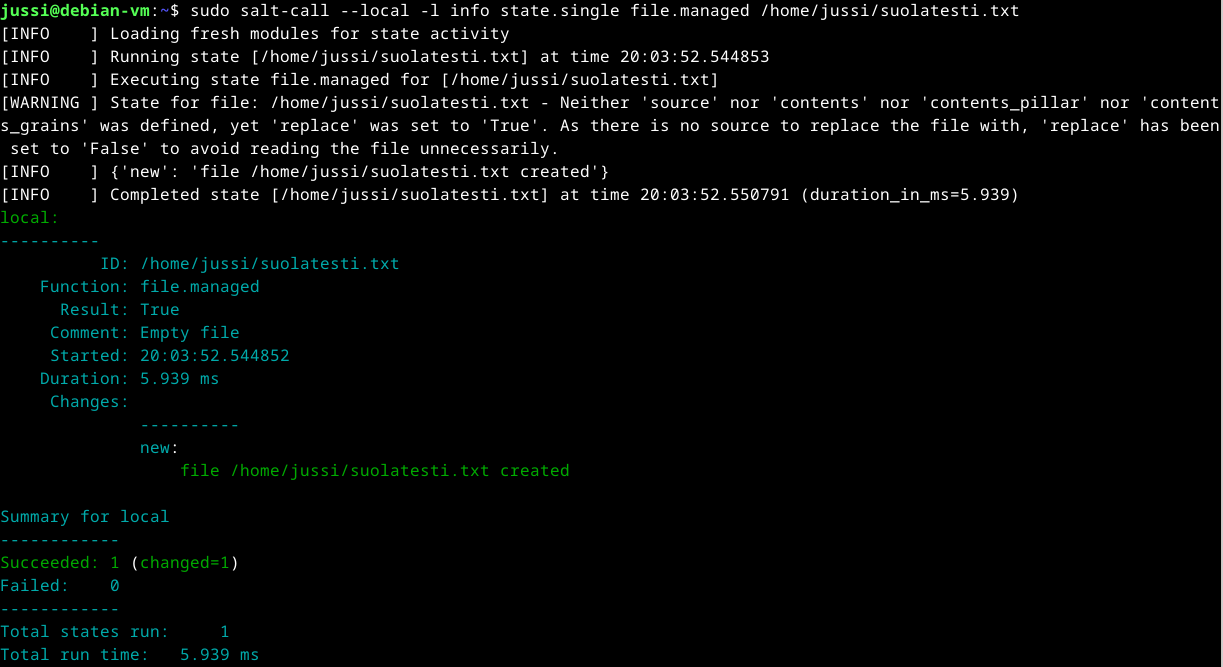 jussi@debian-vm:~$ sudo salt-call --local -l info state.single file.managed /home/jussi/suolatesti.txt
[INFO    ] Loading fresh modules for state activity
[INFO    ] Running state [/home/jussi/suolatesti.txt] at time 20:03:52.544853
[INFO    ] Executing state file.managed for [/home/jussi/suolatesti.txt]
[WARNING ] State for file: /home/jussi/suolatesti.txt - Neither 'source' nor 'contents' nor 'contents_pillar' nor 'content
s_grains' was defined, yet 'replace' was set to 'True'. As there is no source to replace the file with, 'replace' has been
 set to 'False' to avoid reading the file unnecessarily.
[INFO    ] {'new': 'file /home/jussi/suolatesti.txt created'}
[INFO    ] Completed state [/home/jussi/suolatesti.txt] at time 20:03:52.550791 (duration_in_ms=5.939)
local:
----------
          ID: /home/jussi/suolatesti.txt
    Function: file.managed
      Result: True
     Comment: Empty file
     Started: 20:03:52.544852
    Duration: 5.939 ms
     Changes:
              ----------
              new:
                  file /home/jussi/suolatesti.txt created

Summary for local
------------
Succeeded: 1 (changed=1)
Failed:    0
------------
Total states run:     1
Total run time:   5.939 ms